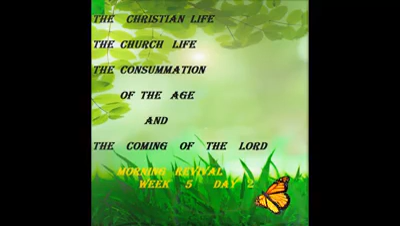 THE CHRISTIAN LIFE
THE CHURCH LIFE
THE CONSUMMATION
OF THE AGE
AND
THE COMING OF THE LORD
MORNING REVIVAL
WEEK 5 DAY 2